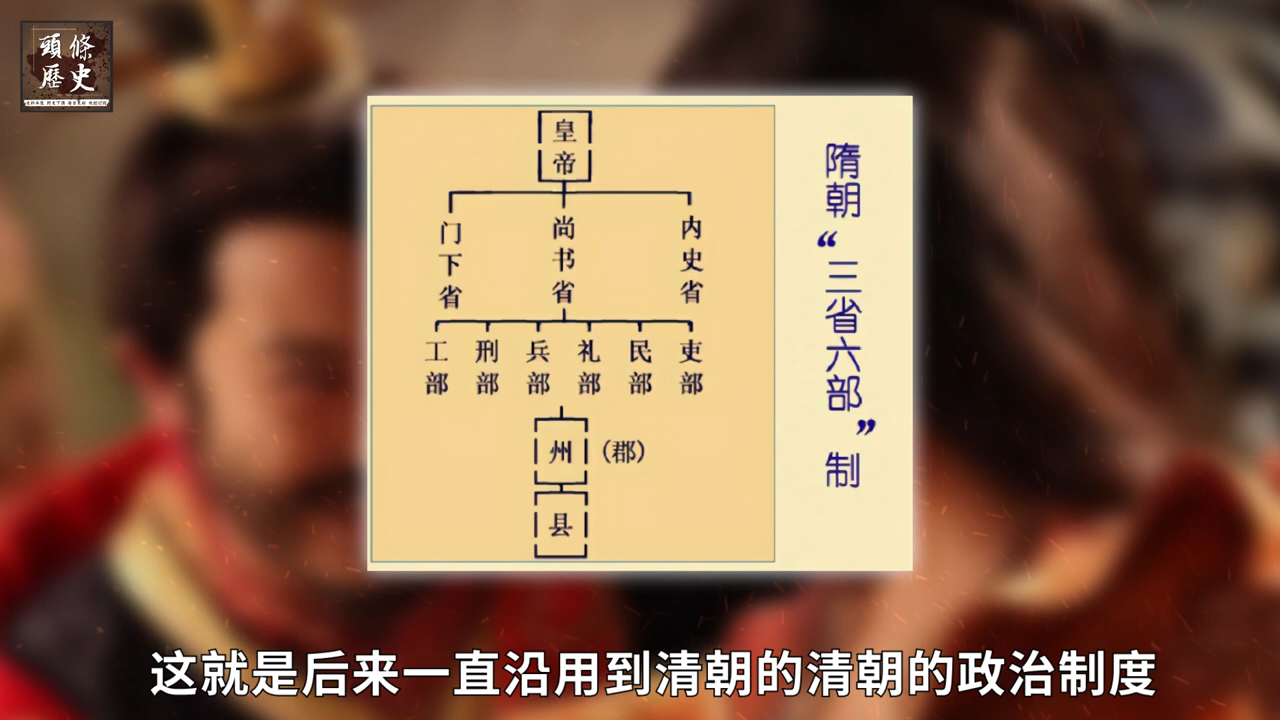 頭條
歷史
皇帝
门下省
尚书省
内史省
工部
刑部
兵部
礼部
民部
吏部
州
(郡)
县
隋朝“三省六部”制
这就是后来一直沿用到清朝的清朝的政治制度